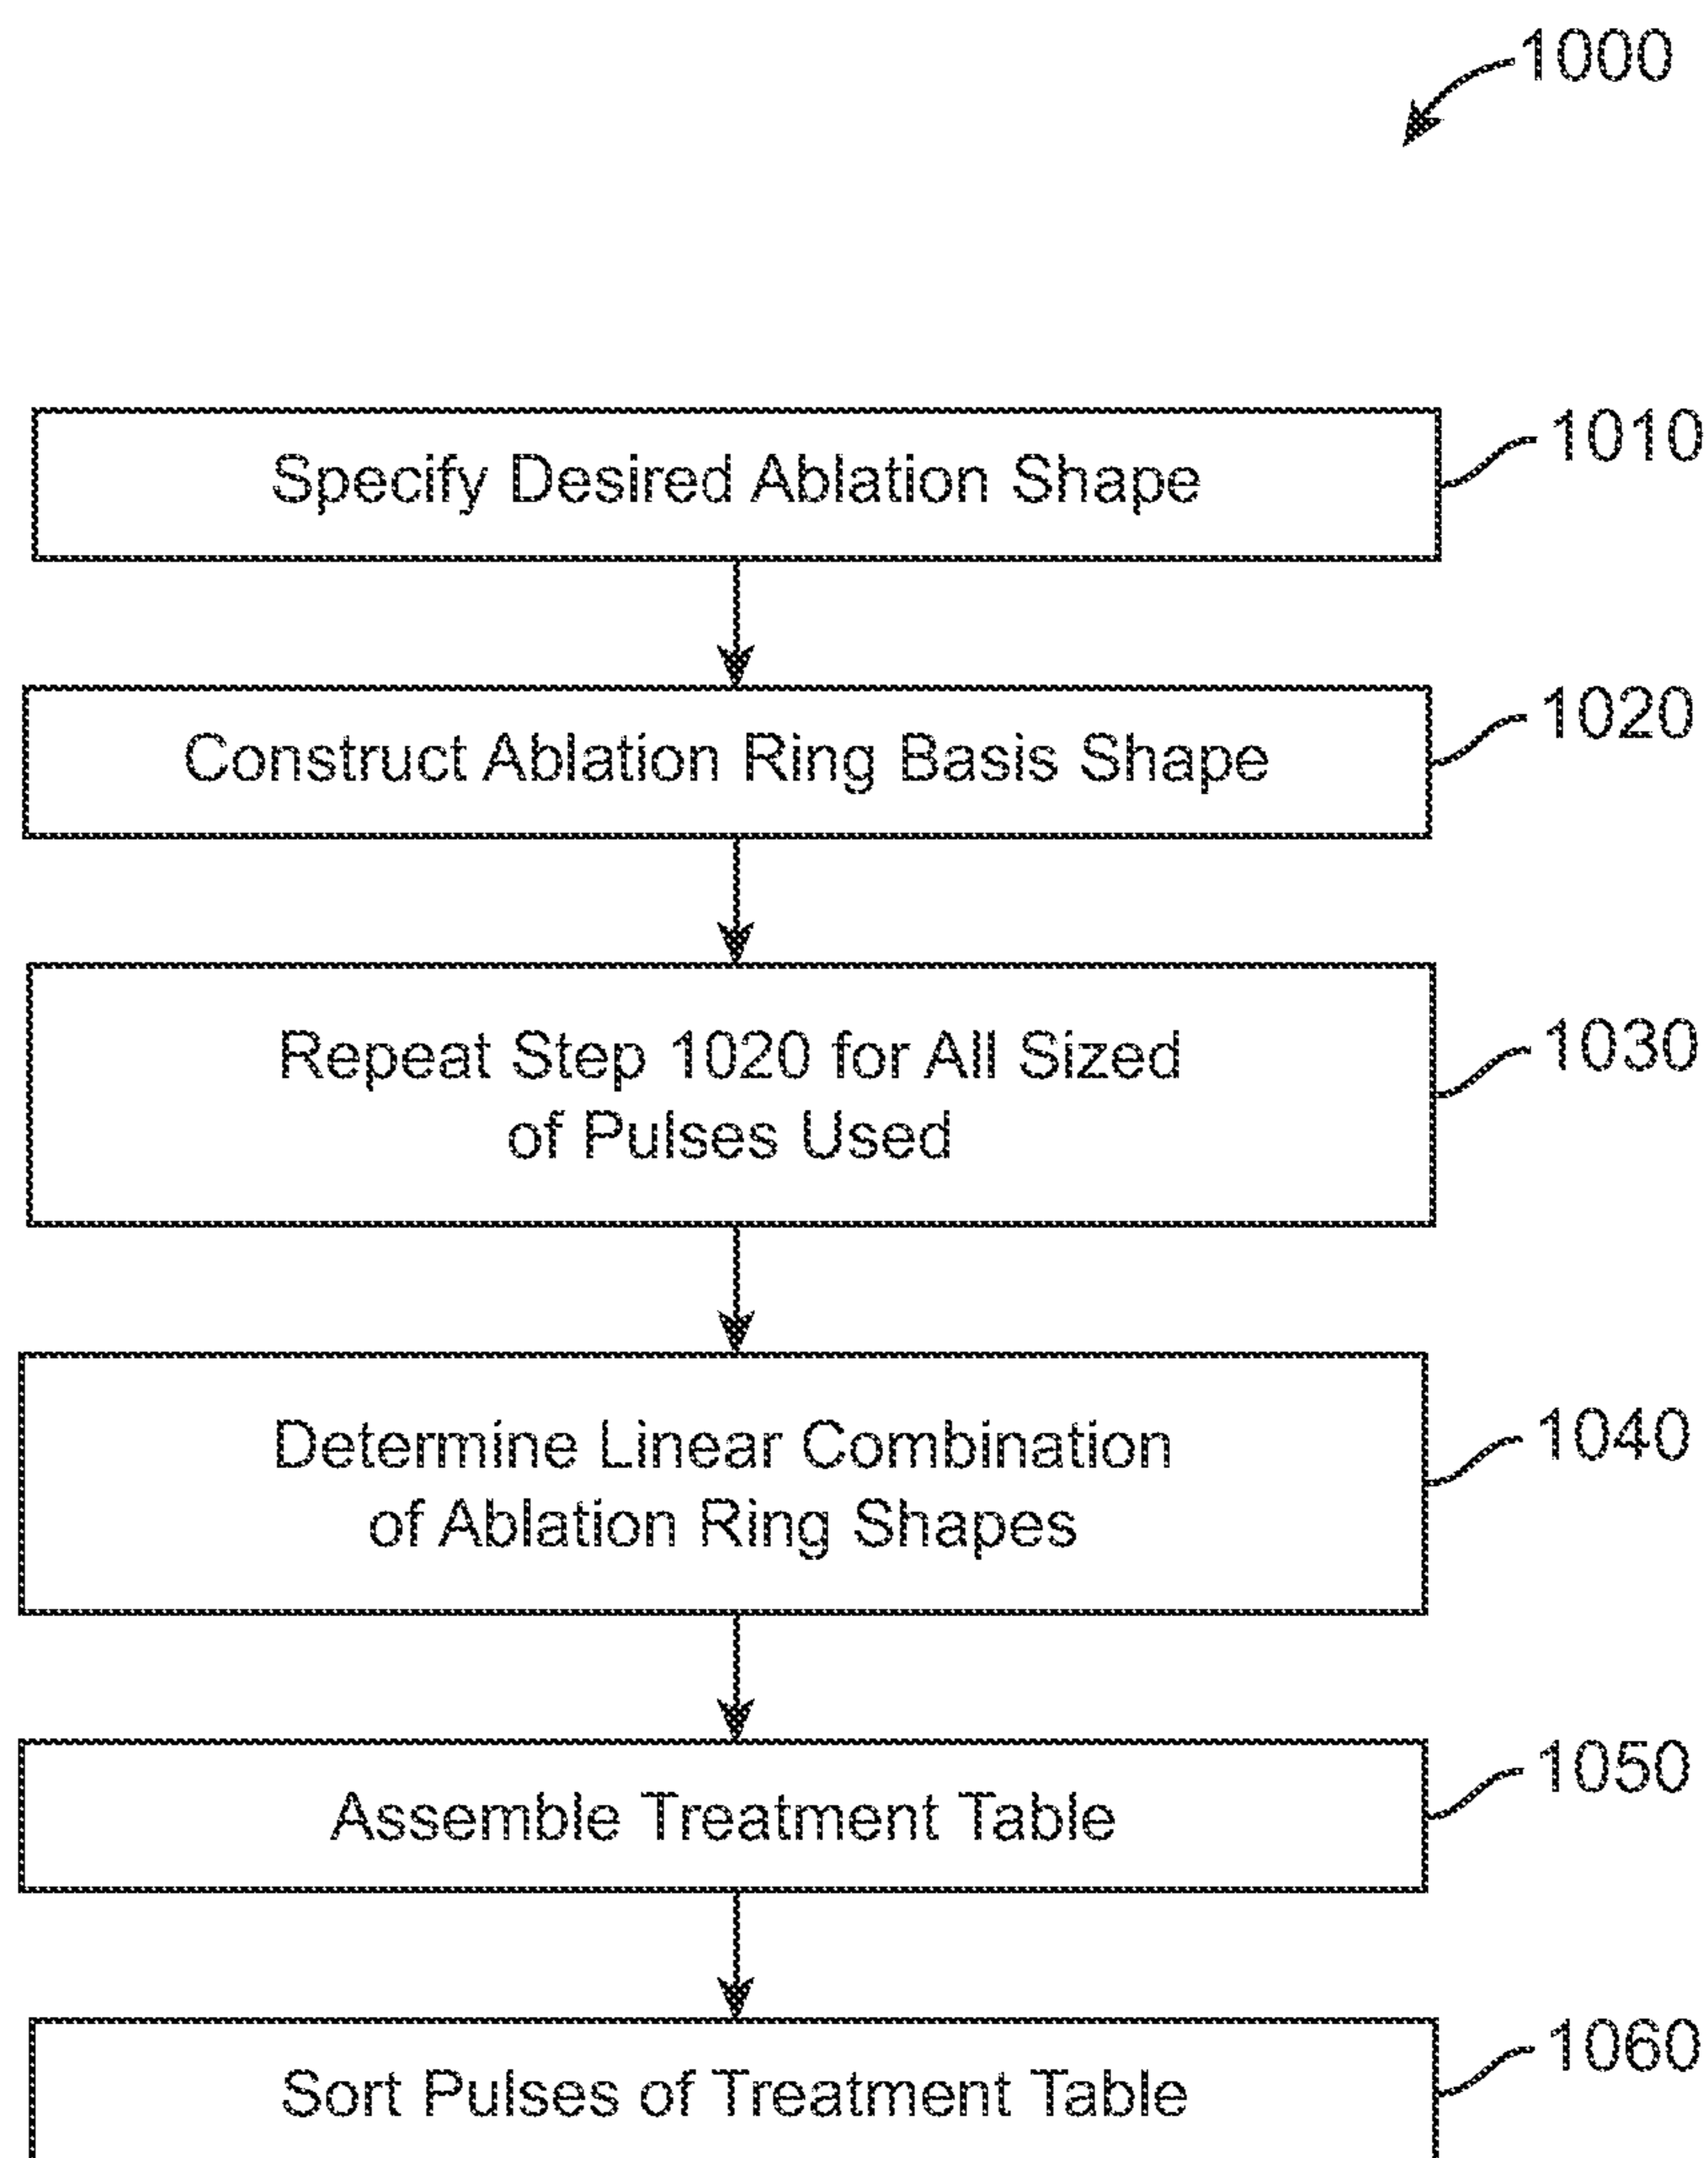 1000
Specify Desired Ablation Shape
1010
Construct Ablation Ring Basis Shape
1020
Repeat Step 1020 for All Sized
of Pulses Used
1030
Determine Linear Combination
of Ablation Ring Shapes
1040
Assemble Treatment Table
1050
Sort Pulses of Treatment Table
1060